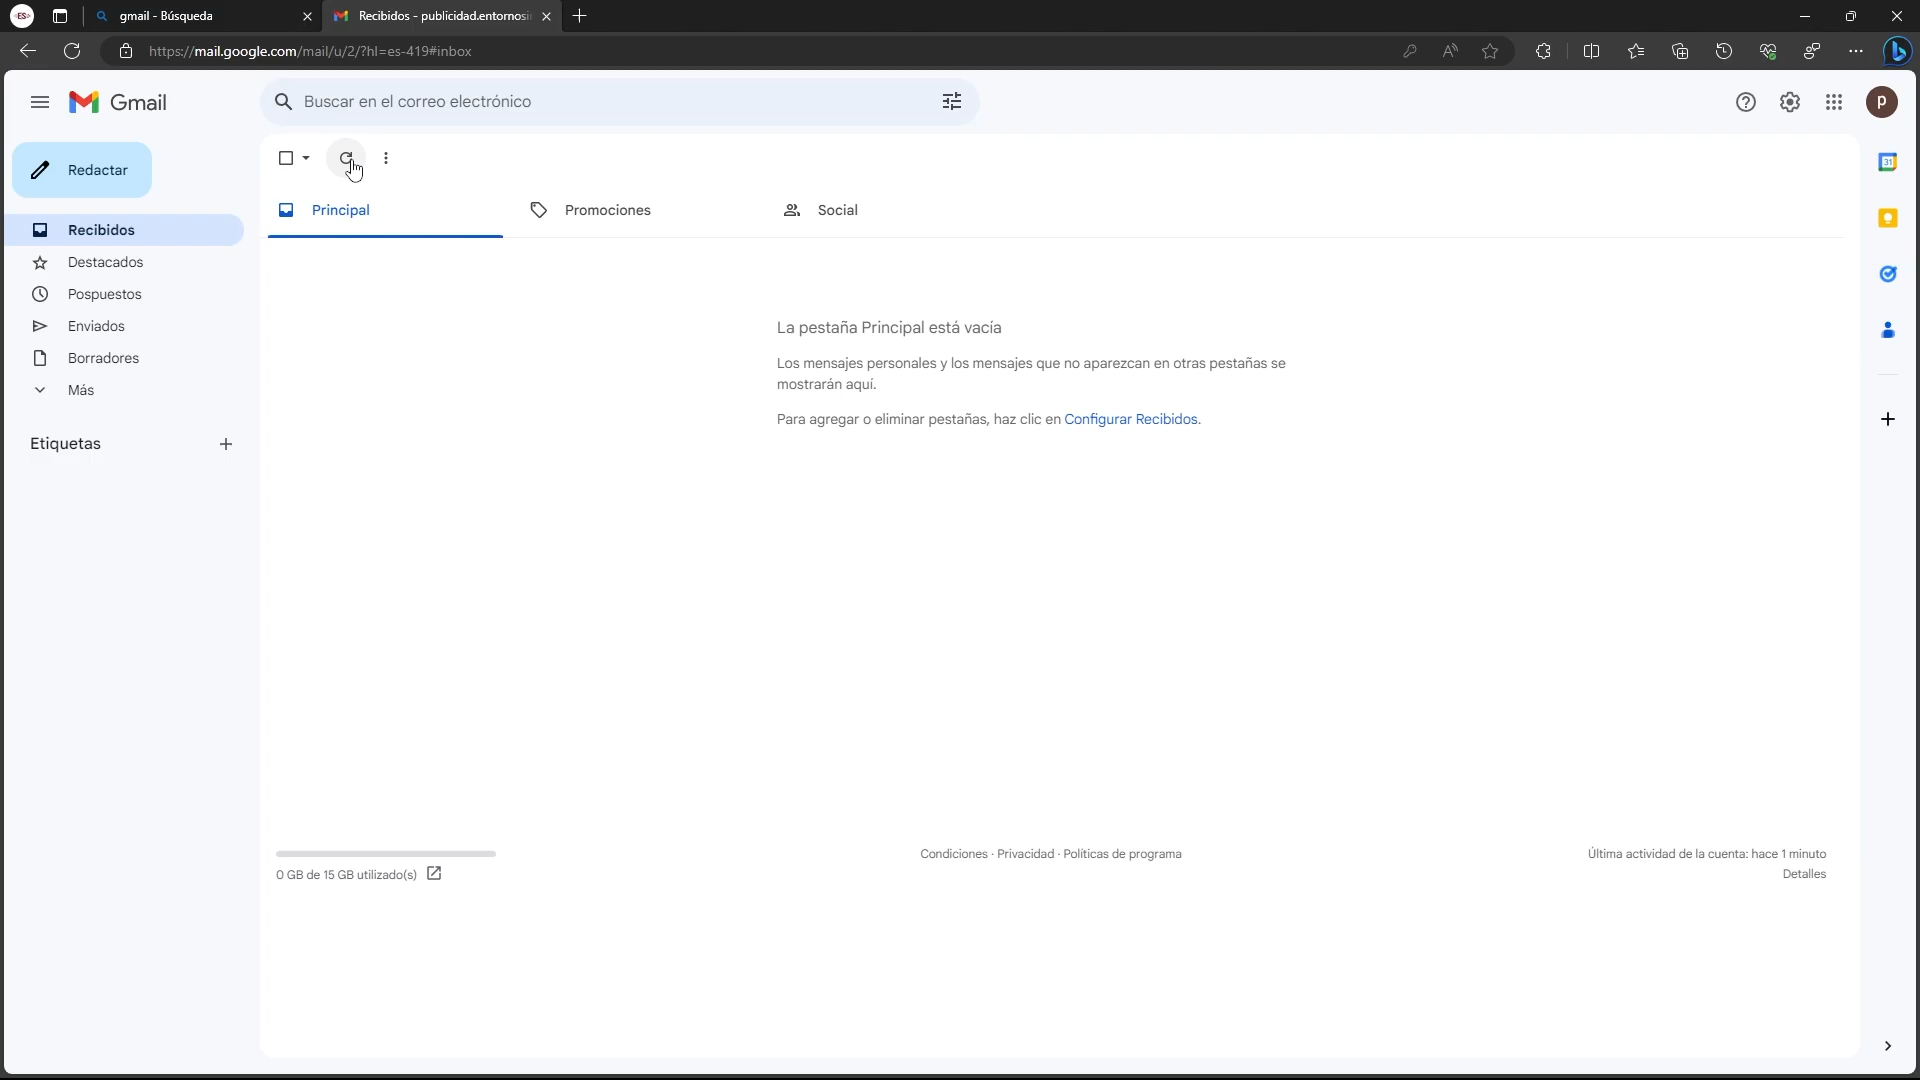 ES
gmail - Búsqueda
Recibidos - publicidad.entornosi
https://mail.google.com/mail/u/2/?hl=es-419#inbox
Gmail
Buscar en el correo electrónico
p
Redactar
Recibidos
Destacados
Pospuestos
Enviados
Borradores
Más
Etiquetas
Principal
Promociones
Social
31
La pestaña Principal está vacía
Los mensajes personales y los mensajes que no aparezcan en otras pestañas se
mostrarán aquí.
Para agregar o eliminar pestañas, haz clic en Configurar Recibidos.
0 GB de 15 GB utilizado(s)
Condiciones · Privacidad · Políticas de programa
Última actividad de la cuenta: hace 1 minuto
Detalles